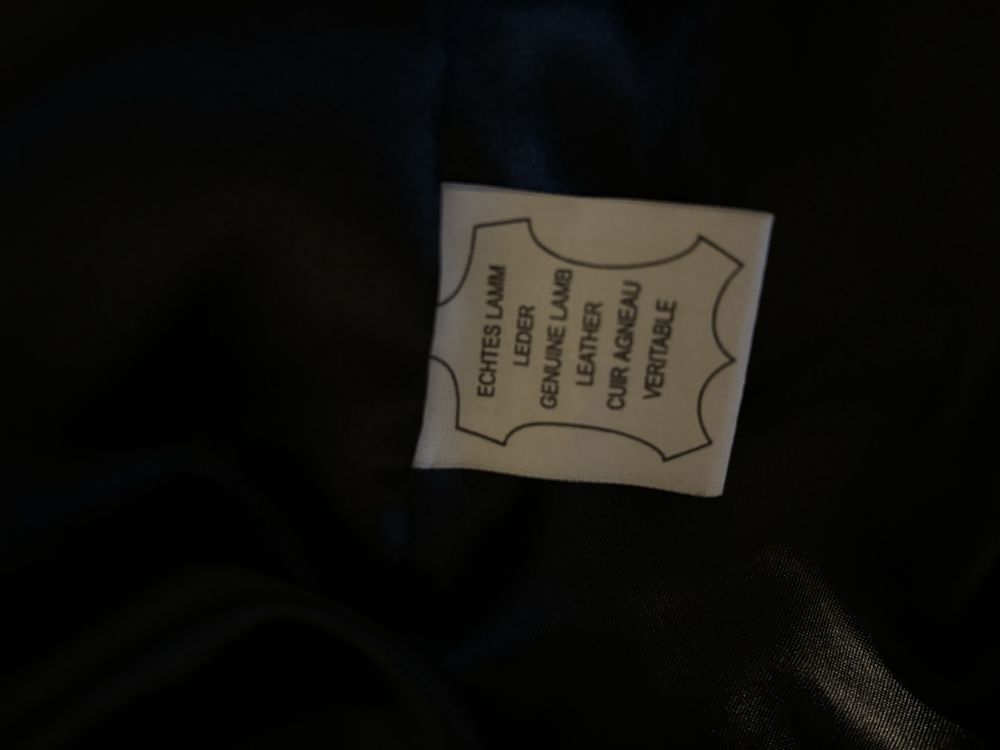 ECHTES LAMM
LEDER
GENUINE LAMB
LEATHER
CUIR AGNEAU
VERITABLE